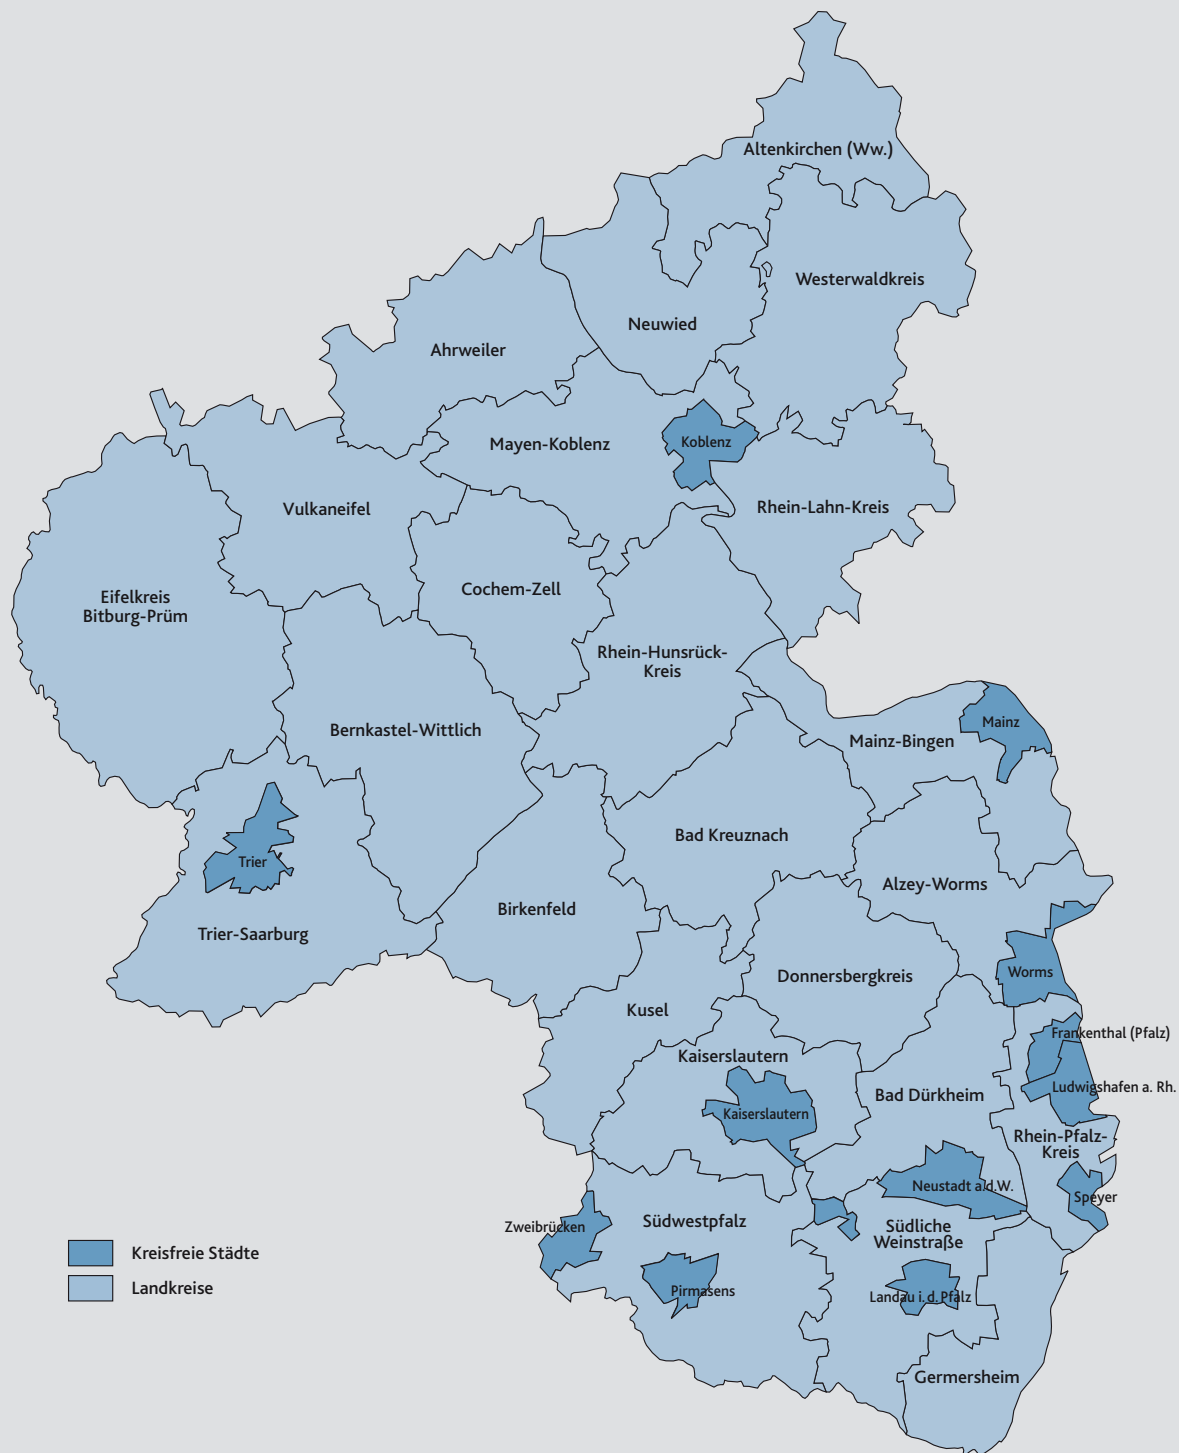 Altenkirchen (Ww.)
Westerwaldkreis
Neuwied
Ahrweiler
Koblenz
Mayen-Koblenz
Rhein-Lahn-Kreis
Vulkaneifel
Cochem-Zell
Eifelkreis
Bitburg-Prüm
Rhein-Hunsrück-
Kreis
Mainz
Bernkastel-Wittlich
Mainz-Bingen
Bad Kreuznach
Trier
Alzey-Worms
Birkenfeld
Trier-Saarburg
Worms
Donnersbergkreis
Kusel
Frankenthal (Pfalz)
Kaiserslautern
Ludwigshafen a. Rh.
Bad Dürkheim
Kaiserslautern
Rhein-Pfalz-
Kreis
Neustadt a.d.W.
Speyer
Südwestpfalz
Zweibrücken
Südliche
Weinstraße
Kreisfreie Städte
Landkreise
Pirmasens
Landau i. d. Pfalz
Germersheim